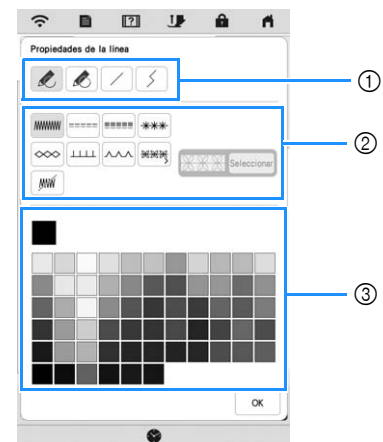 Propiedades de la línea
①
②
Seleccionar
③
OK